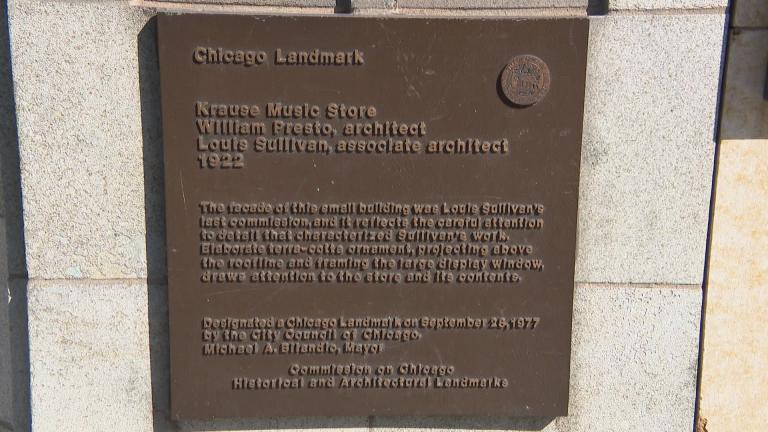 Chicago Landmark
Krause Music Store
William Presto, architect
Louis Sullivan, associate architect
1922
The facade of this small building was Louis Sullivan's
last commission, and it reflects the careful attention
to detail that characterized Sullivan's work.
Elaborate terra-cotta ornament, projecting above
the roofline and framing the large display window,
draws attention to the store and its contents.
Designated a Chicago Landmark on September 28, 1977
by the City Council of Chicago.
Michael A. Bilandic, Mayor
Commission on Chicago
Historical and Architectural Landmarks